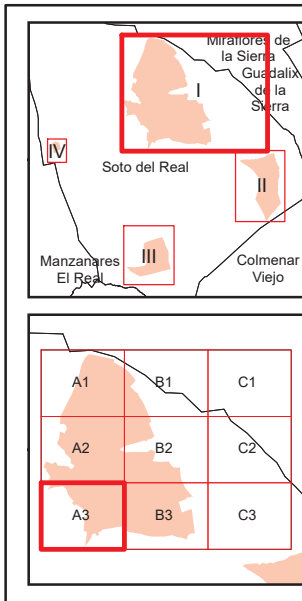 Miraflores de
la Sierra
Guadalix
de la
Sierra
I
IV
Soto del Real
II
III
Manzanares
El Real
Colmenar
Viejo
A1 B1 C1
A2 B2 C2
A3 B3 C3